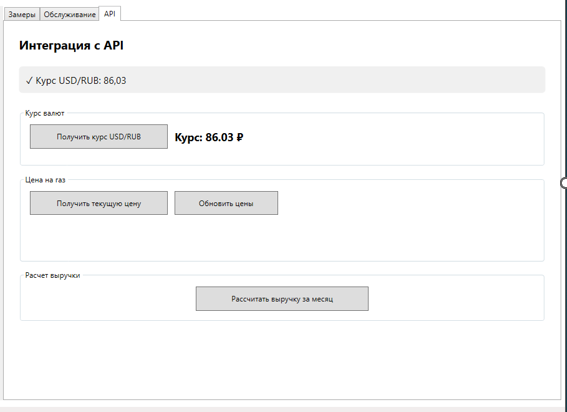 Замеры Обслуживание API
Интеграция с API
✓ Курс USD/RUB: 86,03
Курс валют
Получить курс USD/RUB Курс: 86.03 ₽
Цена на газ
Получить текущую цену Обновить цены
Расчет выручки
Рассчитать выручку за месяц